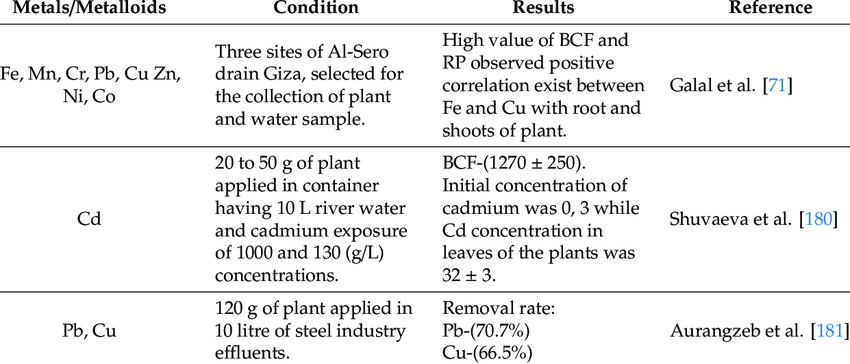 Metals/Metalloids Condition Results Reference
Fe, Mn, Cr, Pb, Cu Zn,
Ni, Co
Three sites of Al-Sero
drain Giza, selected for
the collection of plant
and water sample.
High value of BCF and
RP observed positive
correlation exist between
Fe and Cu with root and
shoots of plant.
Galal et al. [71]
Cd
20 to 50 g of plant
applied in container
having 10 L river water
and cadmium exposure
of 1000 and 130 (g/L)
concentrations.
BCF-(1270 ± 250).
Initial concentration of
cadmium was 0, 3 while
Cd concentration in
leaves of the plants was
32 ± 3.
Shuvaeva et al. [180]
Pb, Cu
120 g of plant applied in
10 litre of steel industry
effluents.
Removal rate:
Pb-(70.7%)
Cu-(66.5%)
Aurangzeb et al. [181]